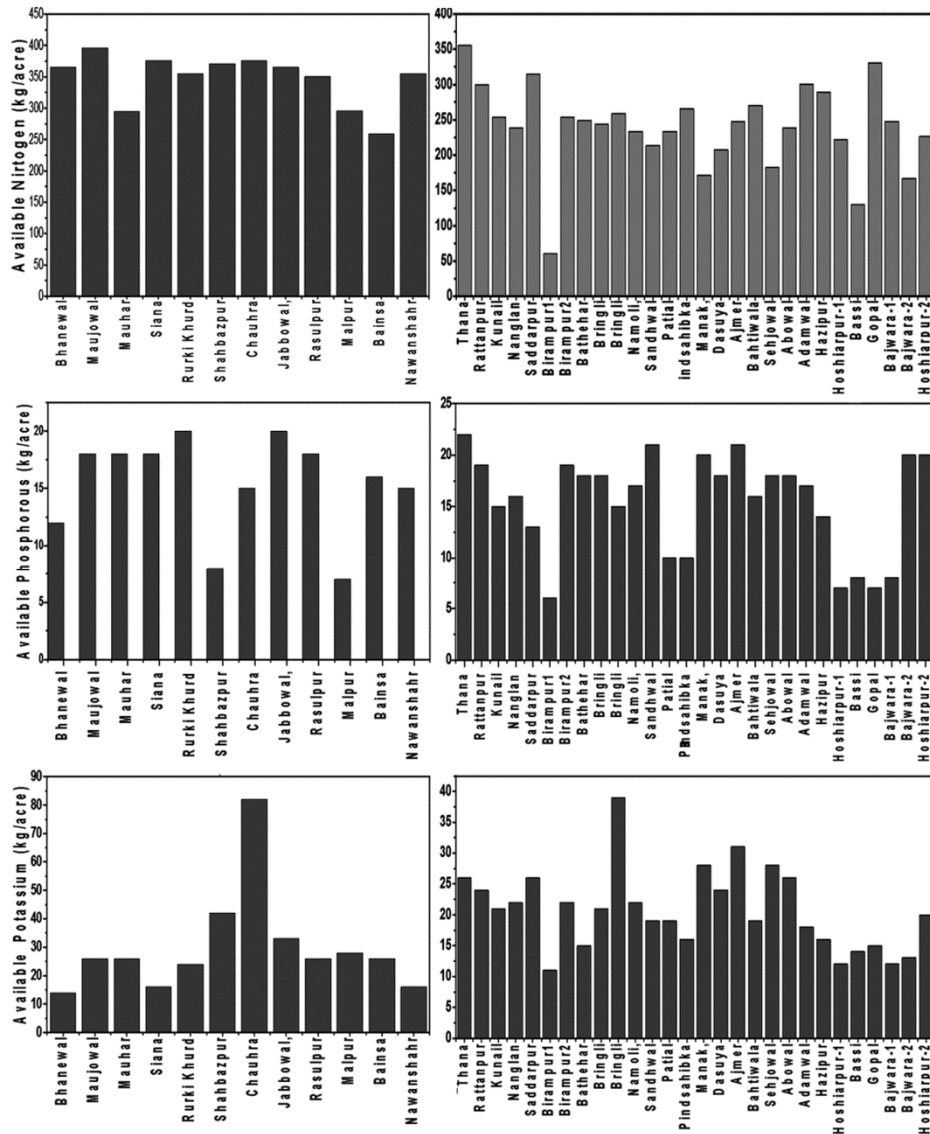 Available Nirtogen (kg/acre)
450
400
350
300
250
200
150
100
50
0
Bhanewal
Maujowal
Mauhar
Siana
Rurki Khurd
Shahbazpur
Chauhra
Jabbowal,
Rasulpur
Malpur
Bainsa
Nawanshahr
400
350
300
250
200
150
100
50
0
Thana
Rattanpur
Kunail
Nanglan
Saddarpur
Birampur1
Birampur2
Bathehar
Bringli
Bringli
Namoli,
Sandhwal
Patial
indsahibka
Manak,
Dasuya
Ajmer
Bahtiwala
Sehjowal
Abowal
Adamwal
Hazipur
Hoshiarpur-1
Bassi
Gopal
Bajwara-1
Bajwara-2
Hoshiarpur-2
Available Phosphorous (kg/acre)
20
15
10
5
0
Bhanewal
Maujowal
Mauhar
Siana
Rurki Khurd
Shahbazpur
Chauhra
Jabbowal,
Rasulpur
Malpur
Bainsa
Nawanshahr
25
20
15
10
5
0
Thana
Rattanpur
Kunail
Nanglan
Saddarpur
Birampur1
Birampur2
Bathehar
Bringli
Bringli
Namoli,
Sandhwal
Patial
Manak,
Dasuya
Ajmer
Bahtiwala
Sehjowal
Abowal
Adamwal
Hazipur
Hoshiarpur-1
Bassi
Gopal
Bajwara-1
Bajwara-2
Hoshiarpur-2
Available Potassium (kg/acre)
90
80
70
60
50
40
30
20
10
0
Bhanewal
Maujowal
Mauhar
Siana
Rurki Khurd
Shahbazpur
Chauhra
Jabbowal,
Rasulpur
Malpur
Bainsa
Nawanshahr
40
35
30
25
20
15
10
5
0
Thana
Rattanpur
Kunail
Nanglan
Saddarpur
Birampur1
Birampur2
Bathehar
Bringli
Bringli
Namoli,
Sandhwal
Patial
Pindsahibka
Manak,
Dasuya
Ajmer
Bahtiwala
Sehjowal
Abowal
Adamwal
Hazipur
Hoshiarpur-1
Bassi
Gopal
Bajwara-1
Bajwara-2
Hoshiarpur-2